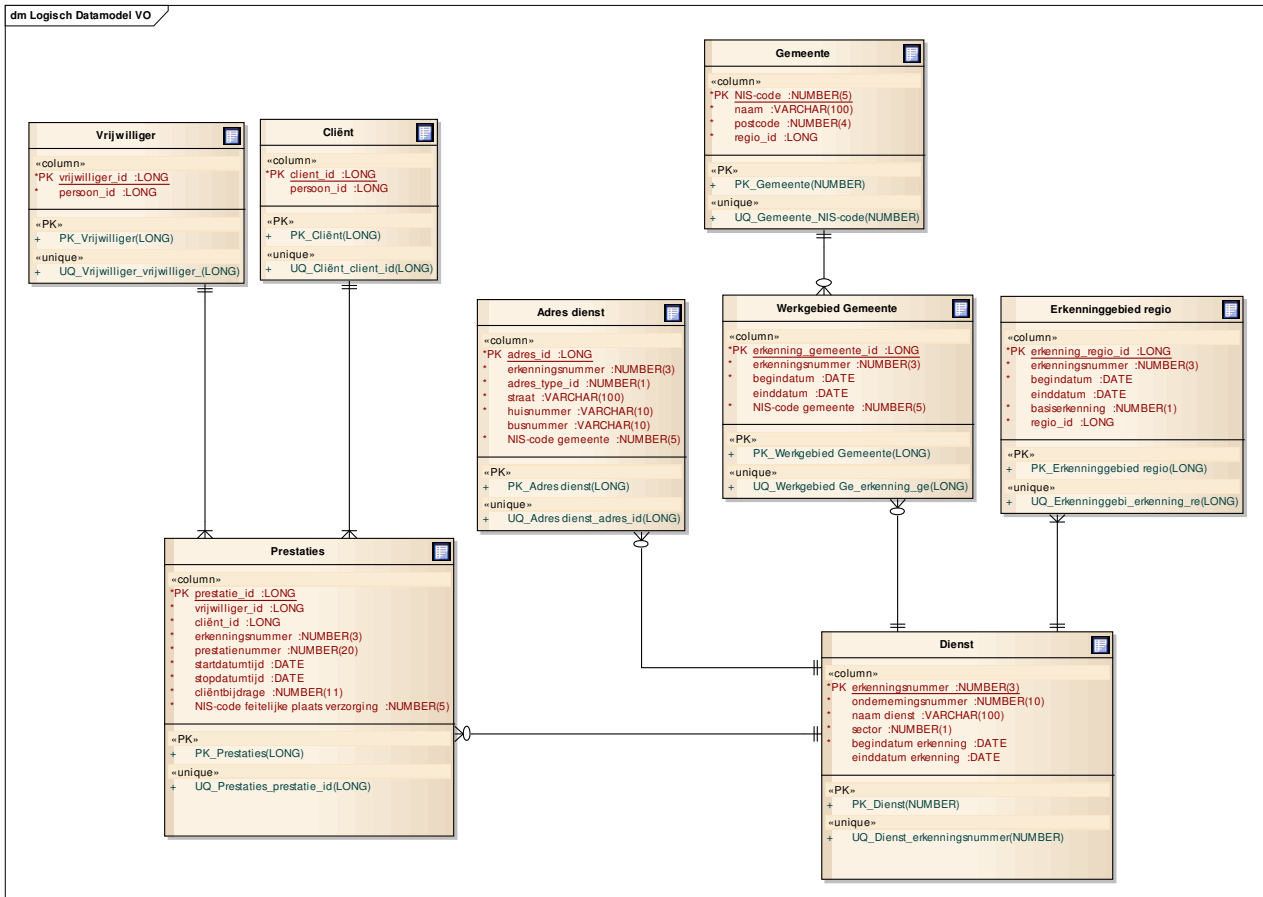 dm Logisch Datamodel VO
Vrijwilliger
«column»
*PK vrijwilliger_id :LONG
* persoon_id :LONG
«PK»
+ PK_Vrijwilliger(LONG)
«unique»
+ UQ_Vrijwilliger_vrijwilliger_(LONG)
Cliënt
«column»
*PK client_id :LONG
persoon_id :LONG
«PK»
+ PK_Cliënt(LONG)
«unique»
+ UQ_Cliënt_client_id(LONG)
Gemeente
«column»
*PK NIS-code :NUMBER(5)
* naam :VARCHAR(100)
* postcode :NUMBER(4)
* regio_id :LONG
«PK»
+ PK_Gemeente(NUMBER)
«unique»
+ UQ_Gemeente_NIS-code(NUMBER)
Adres dienst
«column»
*PK adres_id :LONG
* erkenningsnummer :NUMBER(3)
* adres_type_id :NUMBER(1)
* straat :VARCHAR(100)
* huisnummer :VARCHAR(10)
busnummer :VARCHAR(10)
* NIS-code gemeente :NUMBER(5)
«PK»
+ PK_Adres dienst(LONG)
«unique»
+ UQ_Adres dienst_adres_id(LONG)
Werkgebied Gemeente
«column»
*PK erkenning_gemeente_id :LONG
* erkenningsnummer :NUMBER(3)
* begindatum :DATE
einddatum :DATE
* NIS-code gemeente :NUMBER(5)
«PK»
+ PK_Werkgebied Gemeente(LONG)
«unique»
+ UQ_Werkgebied Ge_erkenning_ge(LONG)
Erkenninggebied regio
«column»
*PK erkenning_regio_id :LONG
* erkenningsnummer :NUMBER(3)
* begindatum :DATE
einddatum :DATE
* basiserkenning :NUMBER(1)
* regio_id :LONG
«PK»
+ PK_Erkenninggebied regio(LONG)
«unique»
+ UQ_Erkenninggebi_erkenning_re(LONG)
Prestaties
«column»
*PK prestatie_id :LONG
* vrijwilliger_id :LONG
* cliënt_id :LONG
* erkenningsnummer :NUMBER(3)
* prestatienummer :NUMBER(20)
* startdatumtijd :DATE
* stopdatumtijd :DATE
* cliëntbijdrage :NUMBER(11)
* NIS-code feitelijke plaats verzorging :NUMBER(5)
«PK»
+ PK_Prestaties(LONG)
«unique»
+ UQ_Prestaties_prestatie_id(LONG)
Dienst
«column»
*PK erkenningsnummer :NUMBER(3)
* ondernemingsnummer :NUMBER(10)
* naam dienst :VARCHAR(100)
* sector :NUMBER(1)
* begindatum erkenning :DATE
einddatum erkenning :DATE
«PK»
+ PK_Dienst(NUMBER)
«unique»
+ UQ_Dienst_erkenningsnummer(NUMBER)